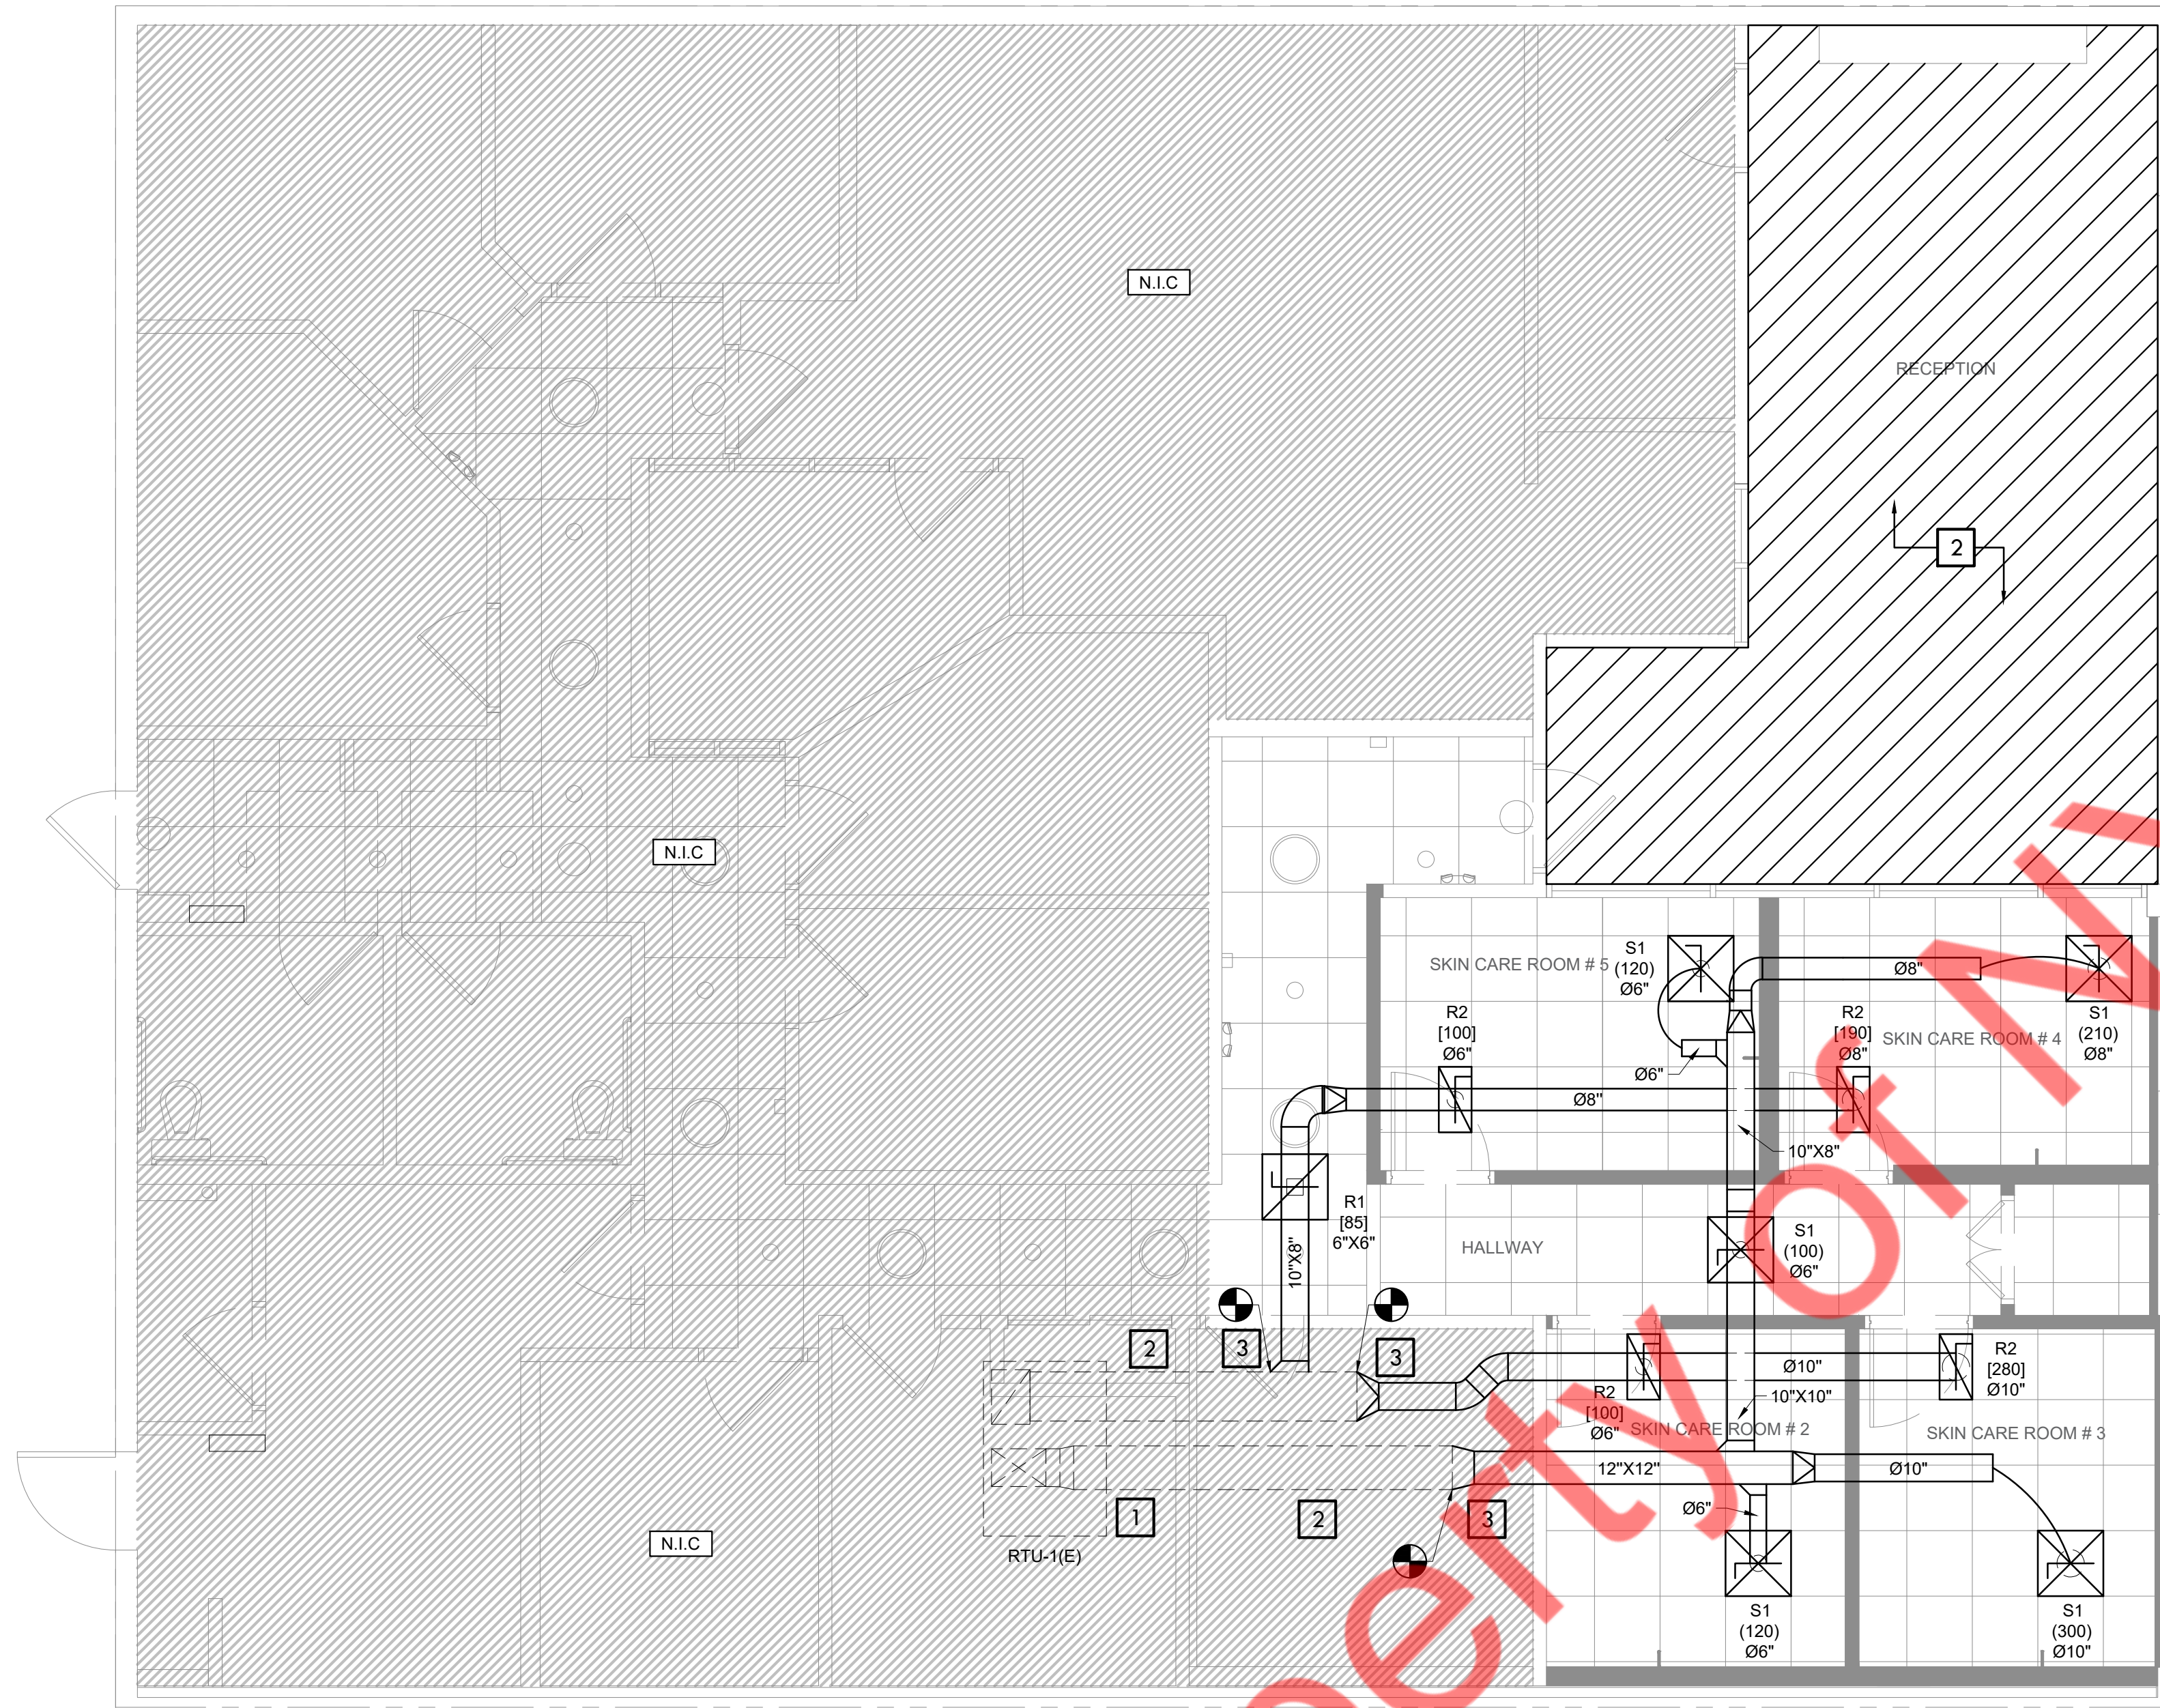 N.I.C
RECEPTION
2
N.I.C
SKIN CARE ROOM # 5
S1
(120)
Ø6"
Ø8"
S1
(210)
Ø8"
R2
[100]
Ø6"
R2
[190]
Ø8"
SKIN CARE ROOM # 4
Ø6"
Ø8"
10"X8"
R1
[85]
6"X6"
10"X8"
HALLWAY
S1
(100)
Ø6"
2
3
3
R2
[100]
Ø6"
Ø10"
10"X10"
R2
[280]
Ø10"
SKIN CARE ROOM # 2
SKIN CARE ROOM # 3
12"X12"
Ø10"
Ø6"
1
2
3
N.I.C
RTU-1(E)
S1
(120)
Ø6"
S1
(300)
Ø10"
perty of